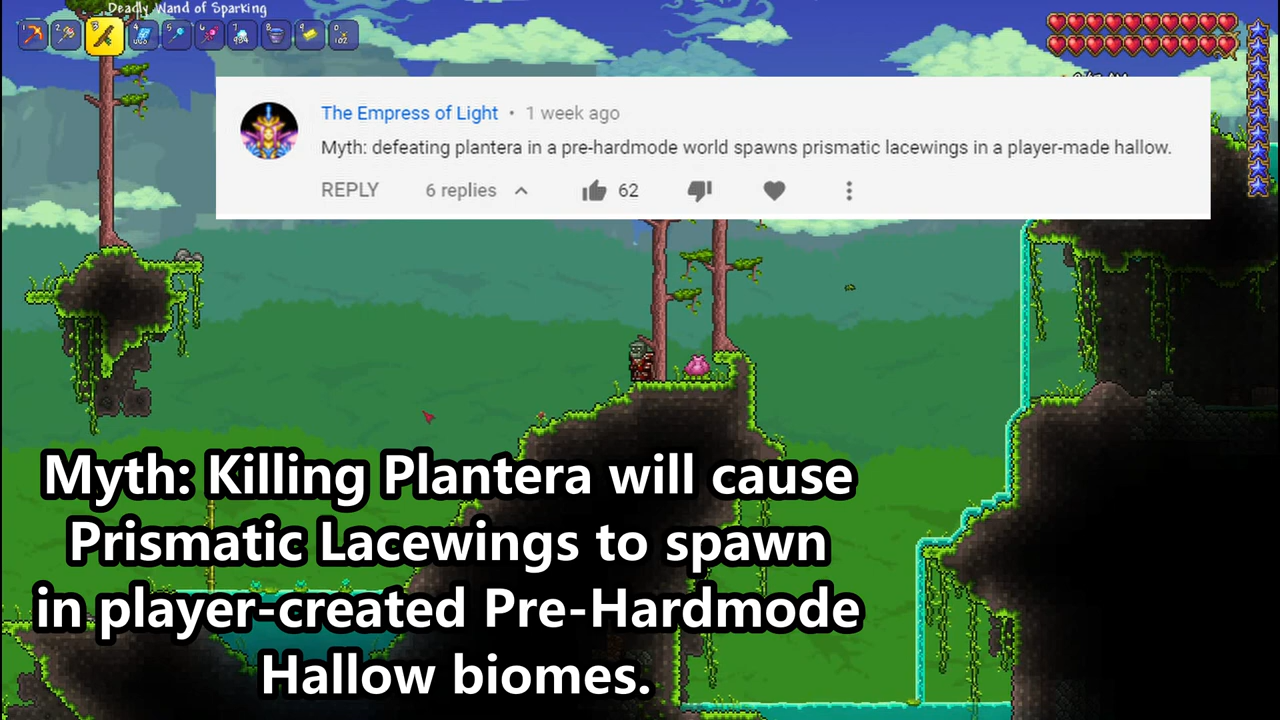 Deadly Wand of Sparking
The Empress of Light • 1 week ago
Myth: defeating plantera in a pre-hardmode world spawns prismatic lacewings in a player-made hallow.
REPLY 6 replies 62
Myth: Killing Plantera will cause
Prismatic Lacewings to spawn
in player-created Pre-Hardmode
Hallow biomes.